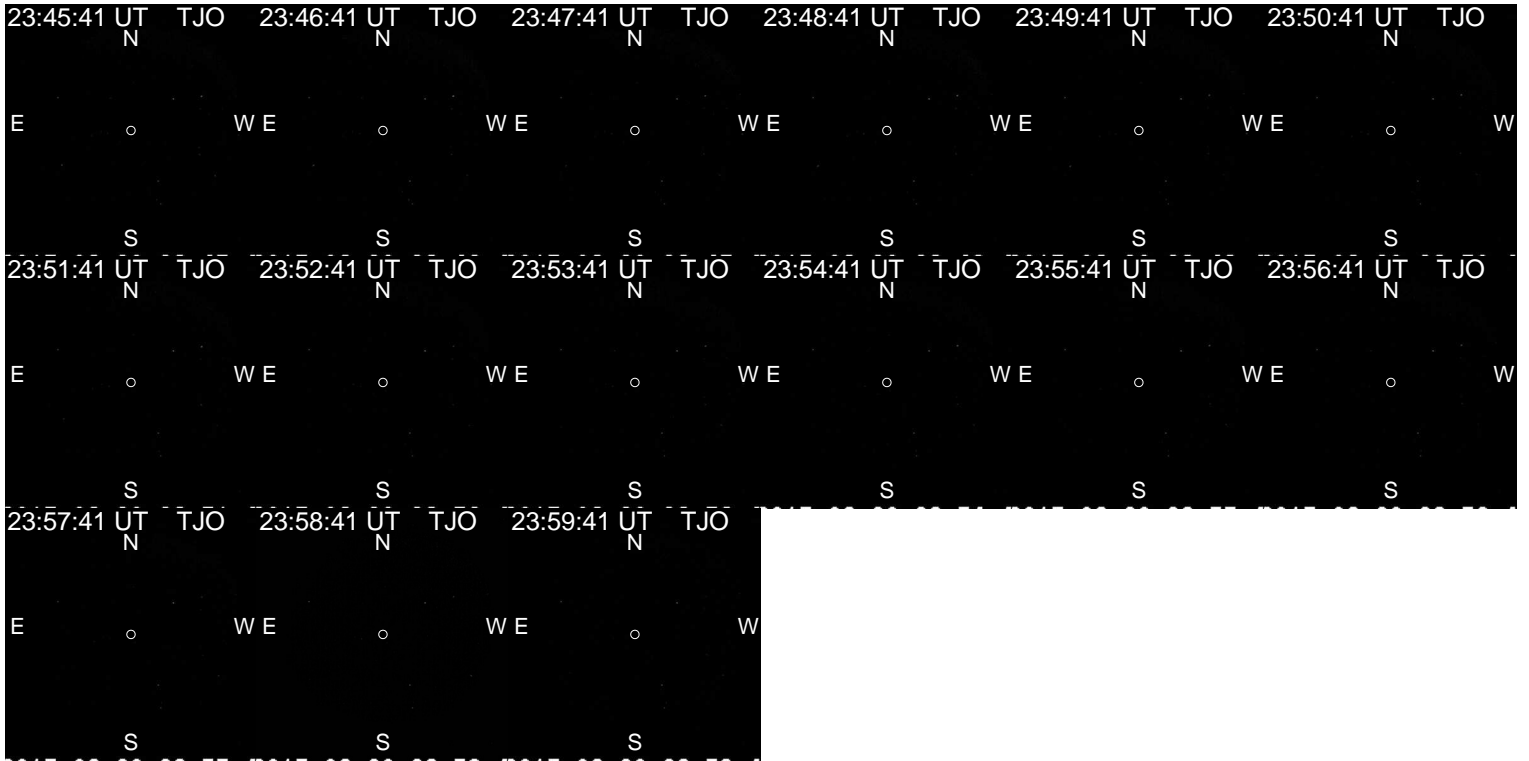 23:45:41 UT TJO 23:46:41 UT TJO 23:47:41 UT TJO 23:48:41 UT TJO 23:49:41 UT TJO 23:50:41 UT TJO
N N N N N N
E W E W E W E W E W E W
S S S S S S
23:51:41 UT TJO 23:52:41 UT TJO 23:53:41 UT TJO 23:54:41 UT TJO 23:55:41 UT TJO 23:56:41 UT TJO
N N N N N N
E W E W E W E W E W E W
S S S S S S
23:57:41 UT TJO 23:58:41 UT TJO 23:59:41 UT TJO
N N N
E W E W E W
S S S